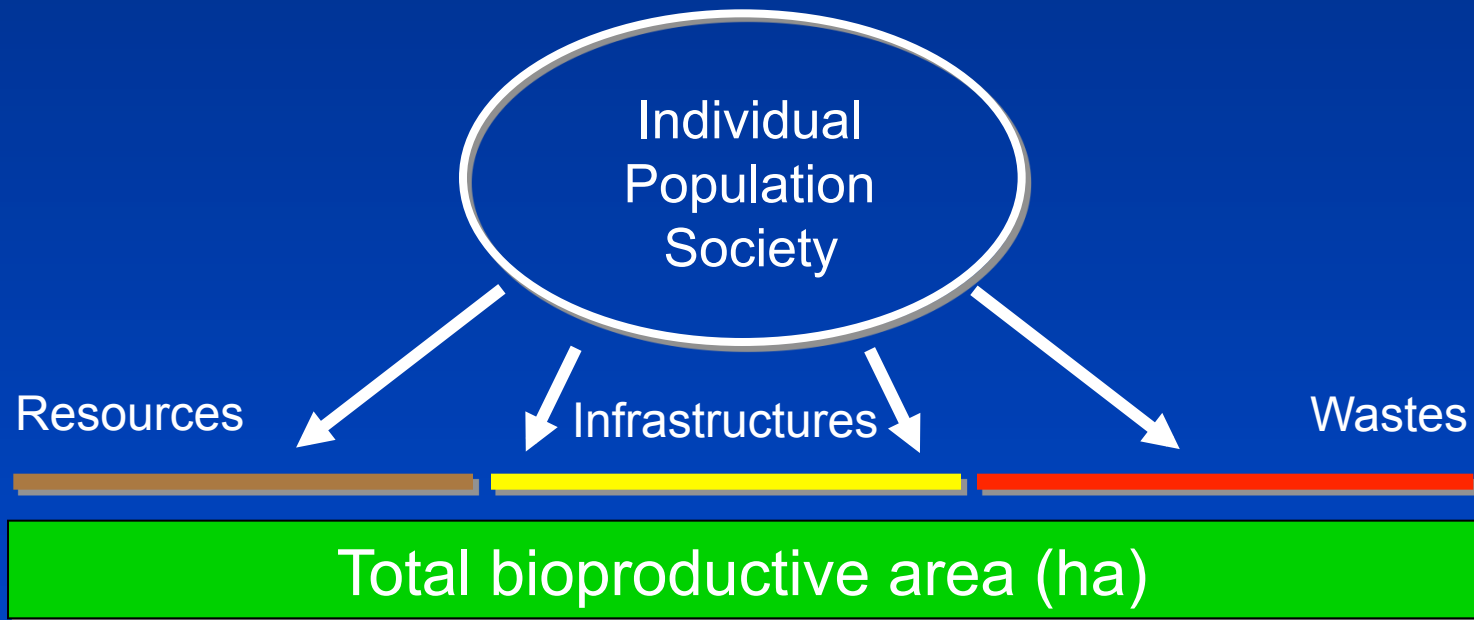 Individual
Population
Society
Resources
Infrastructures
Wastes
Total bioproductive area (ha)